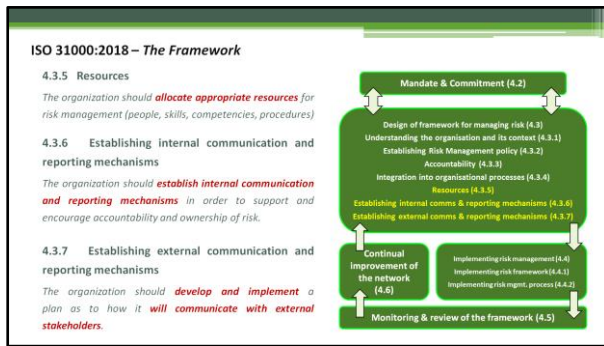 ISO 31000:2018 – The Framework
4.3.5 Resources
The organization should allocate appropriate resources for
risk management (people, skills, competencies, procedures)
4.3.6 Establishing internal communication and
reporting mechanisms
The organization should establish internal communication
and reporting mechanisms in order to support and
encourage accountability and ownership of risk.
4.3.7 Establishing external communication and
reporting mechanisms
The organization should develop and implement a
plan as to how it will communicate with external
stakeholders.
Mandate & Commitment (4.2)
Design of framework for managing risk (4.3)
Understanding the organisation and its context (4.3.1)
Establishing Risk Management policy (4.3.2)
Accountability (4.3.3)
Integration into organisational processes (4.3.4)
Resources (4.3.5)
Establishing internal comms & reporting mechanisms (4.3.6)
Establishing external comms & reporting mechanisms (4.3.7)
Continual
improvement of
the network
(4.6)
Implementing risk management (4.4)
Implementing risk framework (4.4.1)
Implementing risk mgmt. process (4.4.2)
Monitoring & review of the framework (4.5)